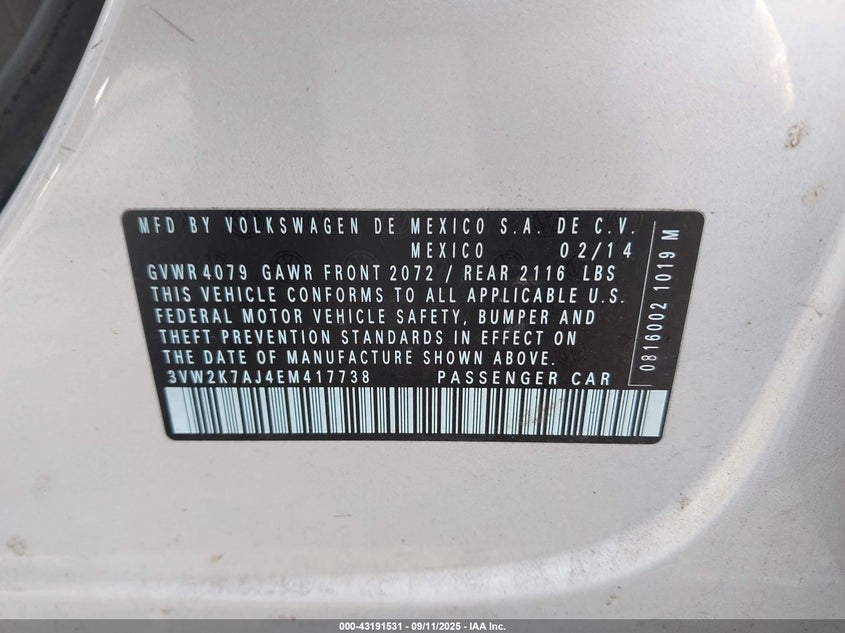 MFD BY VOLKSWAGEN DE MEXICO S.A. DE C.V.
MEXICO 02/14
GVWR 4079 GAWR FRONT 2072 / REAR 2116 LBS
THIS VEHICLE CONFORMS TO ALL APPLICABLE U.S.
FEDERAL MOTOR VEHICLE SAFETY, BUMPER AND
THEFT PREVENTION STANDARDS IN EFFECT ON
THE DATE OF MANUFACTURE SHOWN ABOVE.
3VW2K7AJ4EM417738 PASSENGER CAR
0816002 1019 M
000-43191531 - 09/11/2025 - IAA Inc.